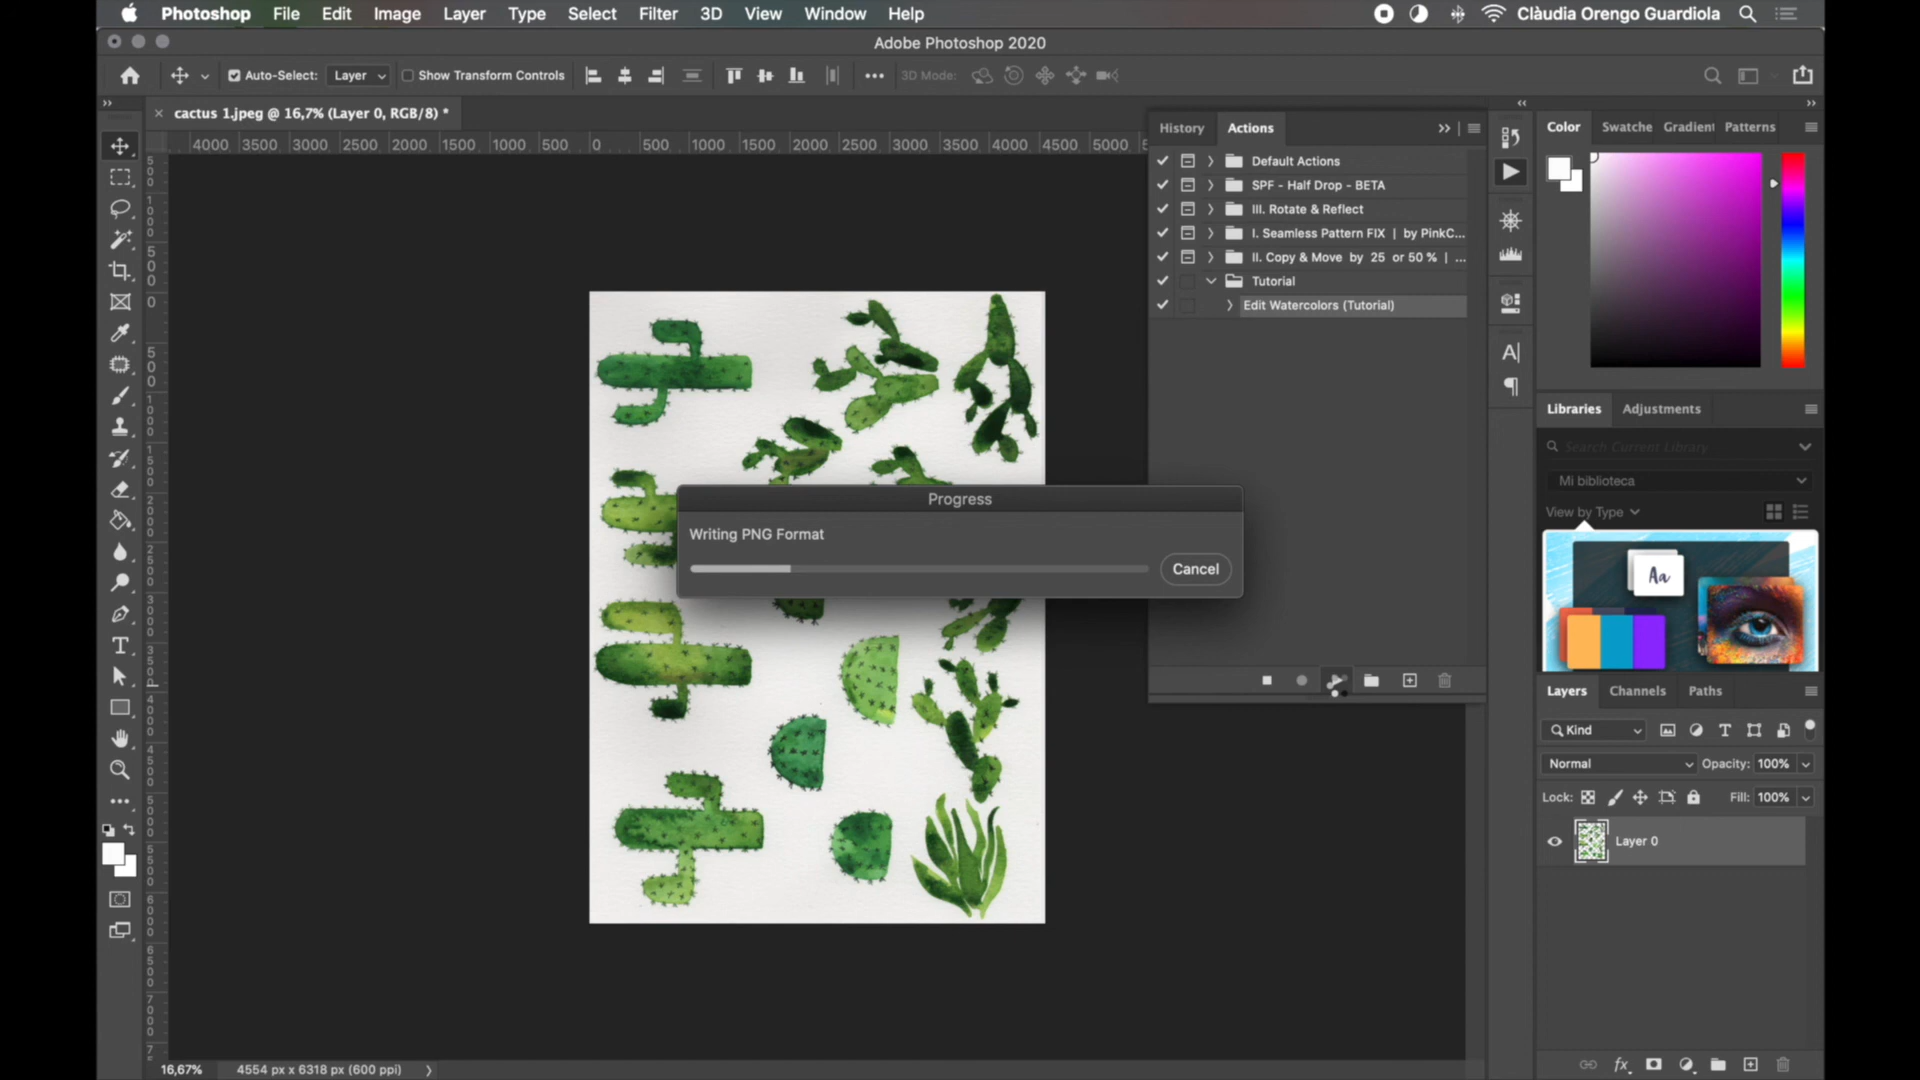 Photoshop File Edit Image Layer Type Select Filter 3D View Window Help Clàudia Orengo Guardiola
Adobe Photoshop 2020
Auto-Select: Layer Show Transform Controls 3D Mode:
cactus 1.jpeg @ 16,7% (Layer 0, RGB/8) *
4000 3500 3000 2500 2000 1500 1000 500 0 500 1000 1500 2000 2500 3000 3500 4000 4500 5000
History Actions
Default Actions
SPF - Half Drop - BETA
III. Rotate & Reflect
I. Seamless Pattern FIX | by PinkC...
II. Copy & Move by 25 or 50 % | ...
Tutorial
Edit Watercolors (Tutorial)
Color Swatche Gradient Patterns
Libraries Adjustments
Search Current Library
Mi biblioteca
View by Type
Aa
Progress
Writing PNG Format
Cancel
Layers Channels Paths
Kind
Normal Opacity: 100%
Lock: Fill: 100%
Layer 0
16,67% 4554 px x 6318 px (600 ppi)